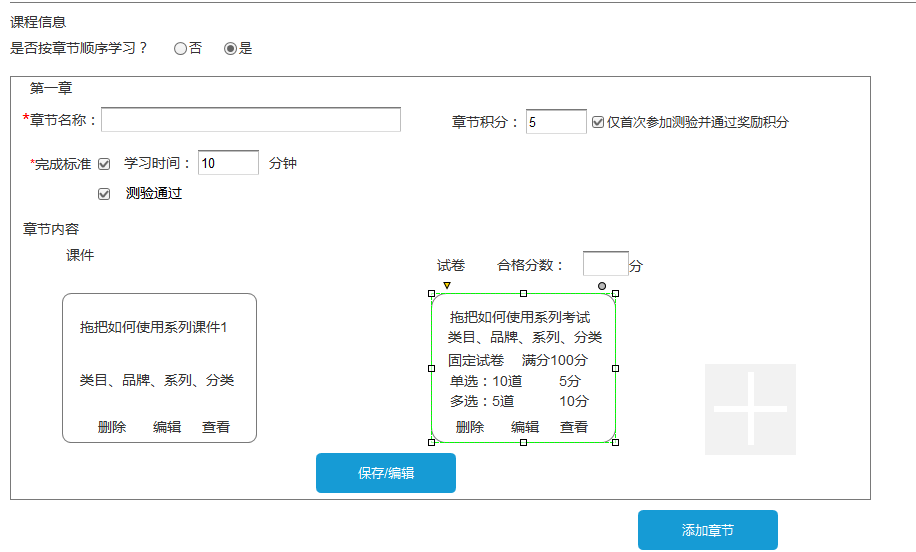 课程信息
是否按章节顺序学习？ 否 是
第一章
*章节名称： 章节积分： 5 仅首次参加测验并通过奖励积分
*完成标准 学习时间： 10 分钟
测验通过
章节内容
课件
试卷 合格分数： 分
拖把如何使用系列课件1
类目、品牌、系列、分类
删除 编辑 查看
拖把如何使用系列考试
类目、品牌、系列、分类
固定试卷 满分100分
单选：10道 5分
多选：5道 10分
删除 编辑 查看
保存/编辑
添加章节